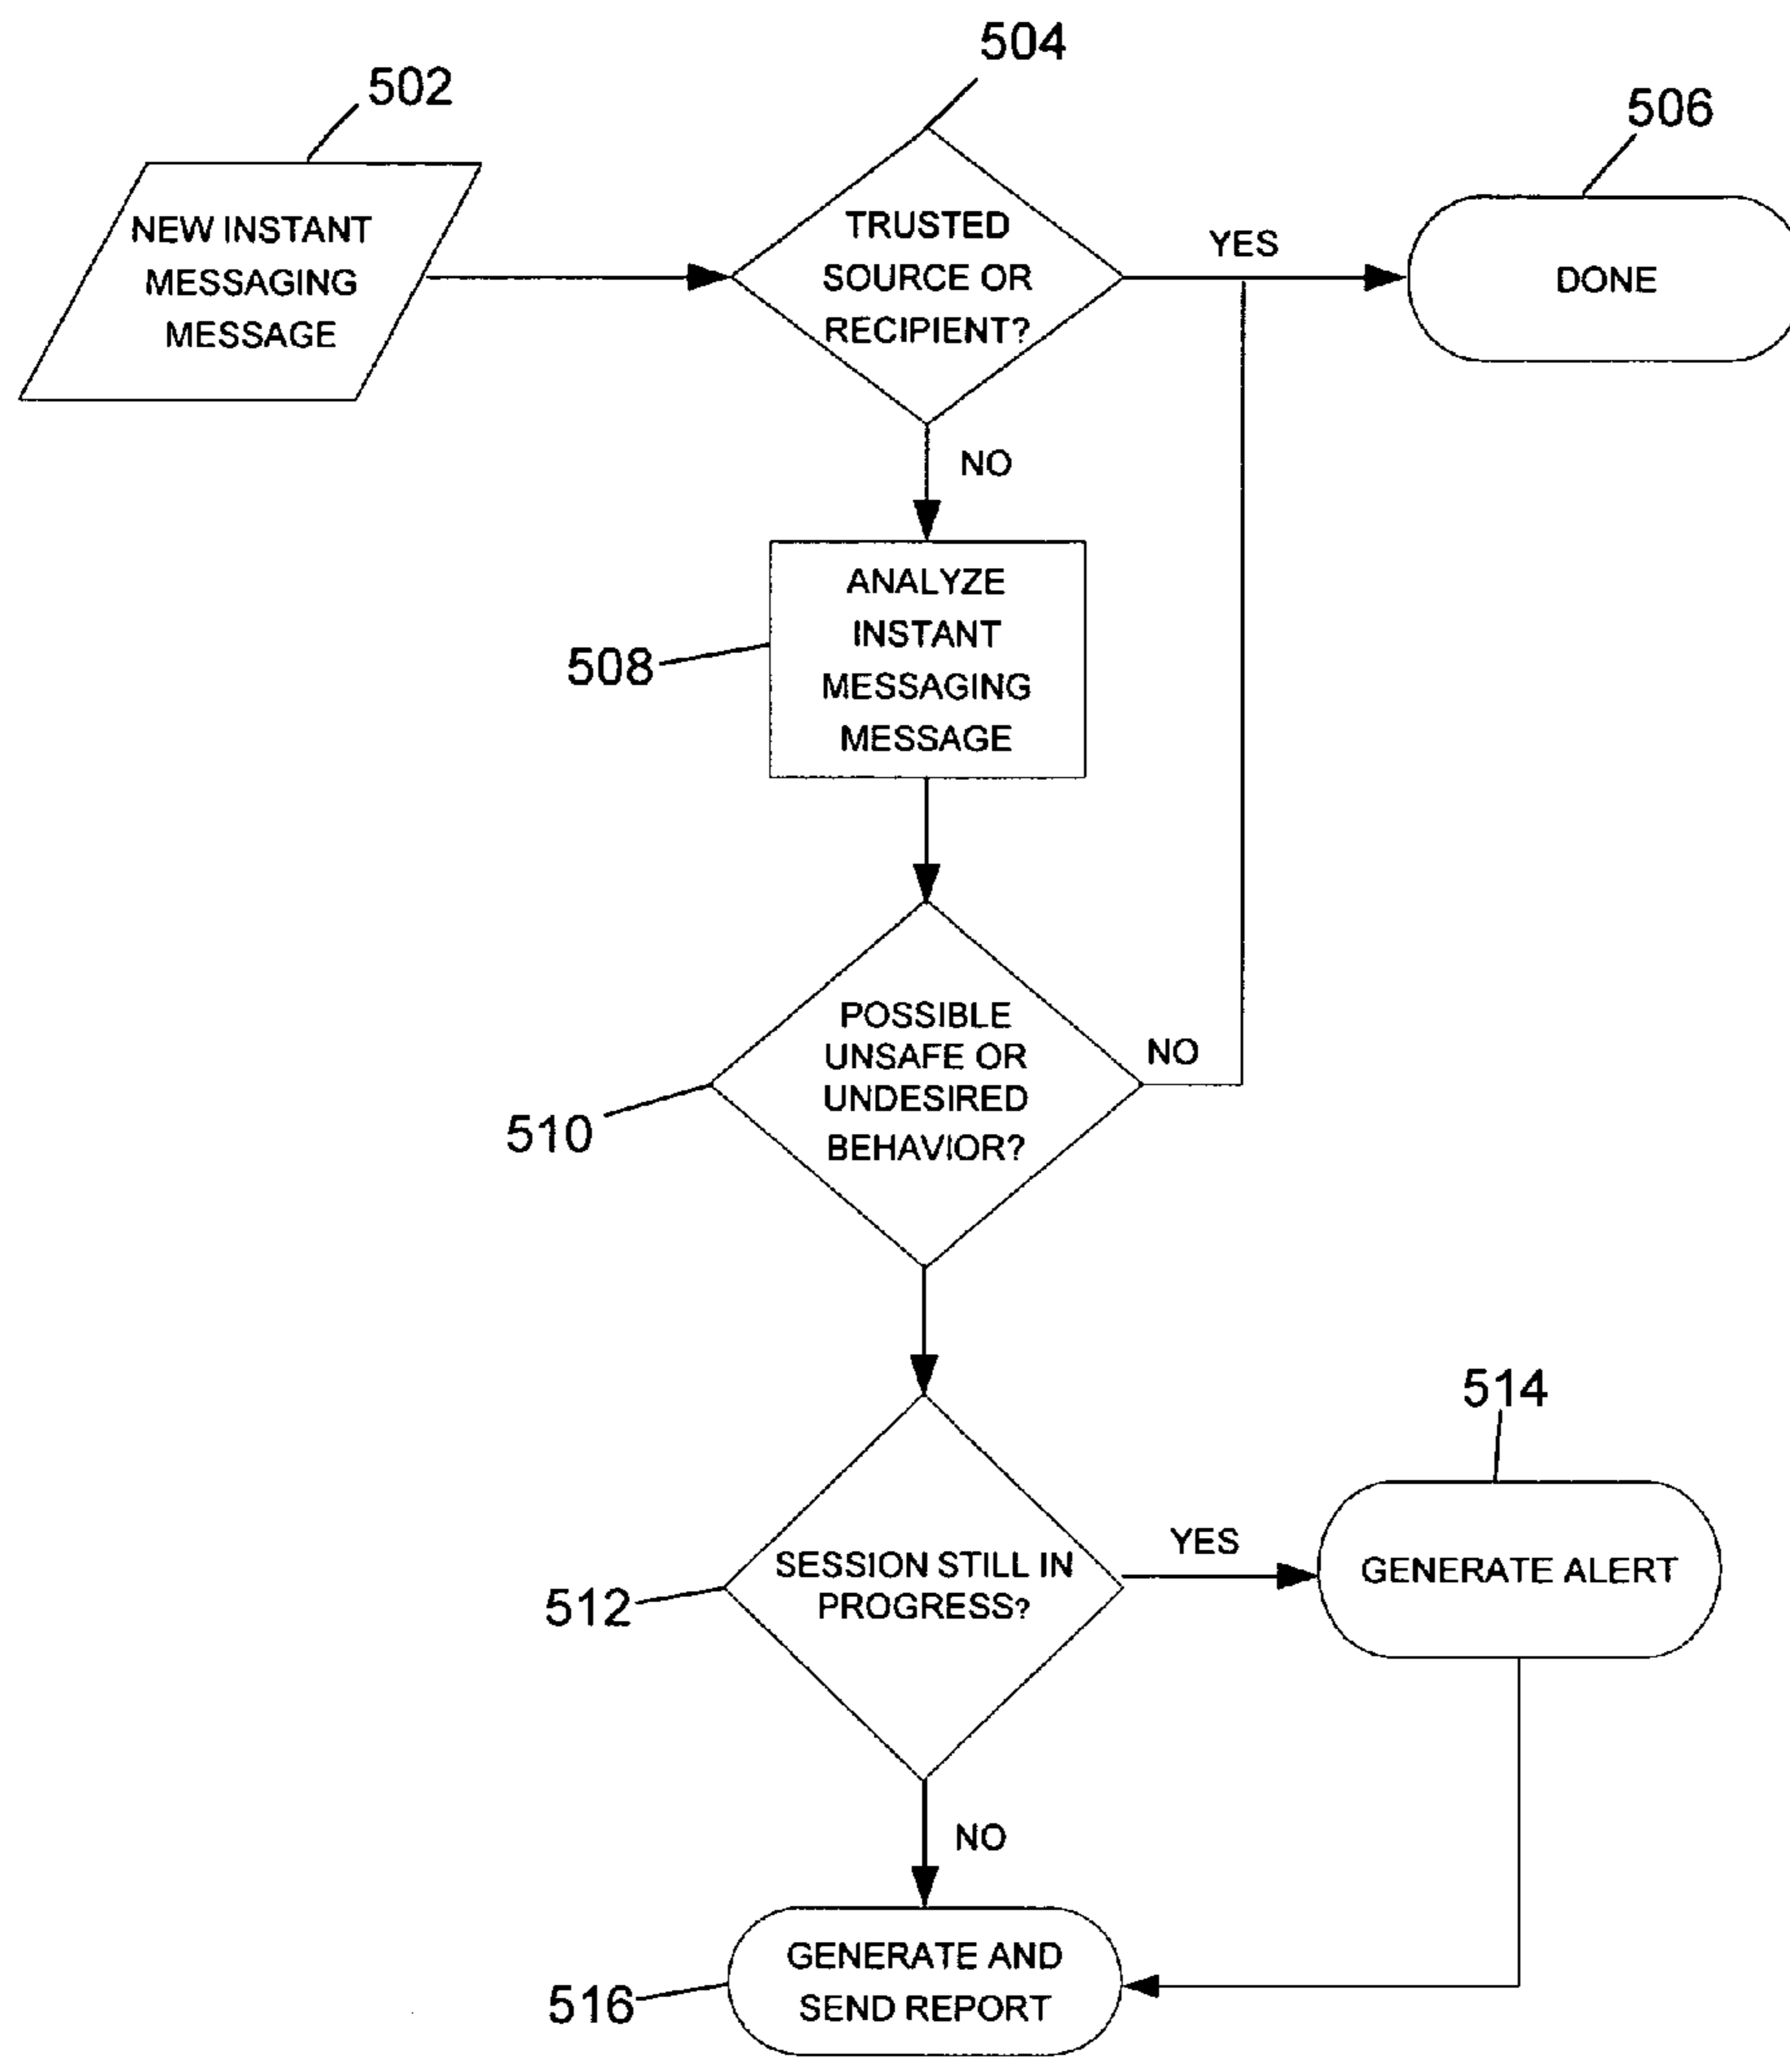 504
502
506
NEW INSTANT
MESSAGING
MESSAGE
TRUSTED
SOURCE OR
RECIPIENT?
YES
DONE
NO
ANALYZE
INSTANT
MESSAGING
MESSAGE
508
POSSIBLE
UNSAFE OR
UNDESIRED
BEHAVIOR?
NO
510
514
SESSION STILL IN
PROGRESS?
YES
GENERATE ALERT
512
NO
GENERATE AND
SEND REPORT
516